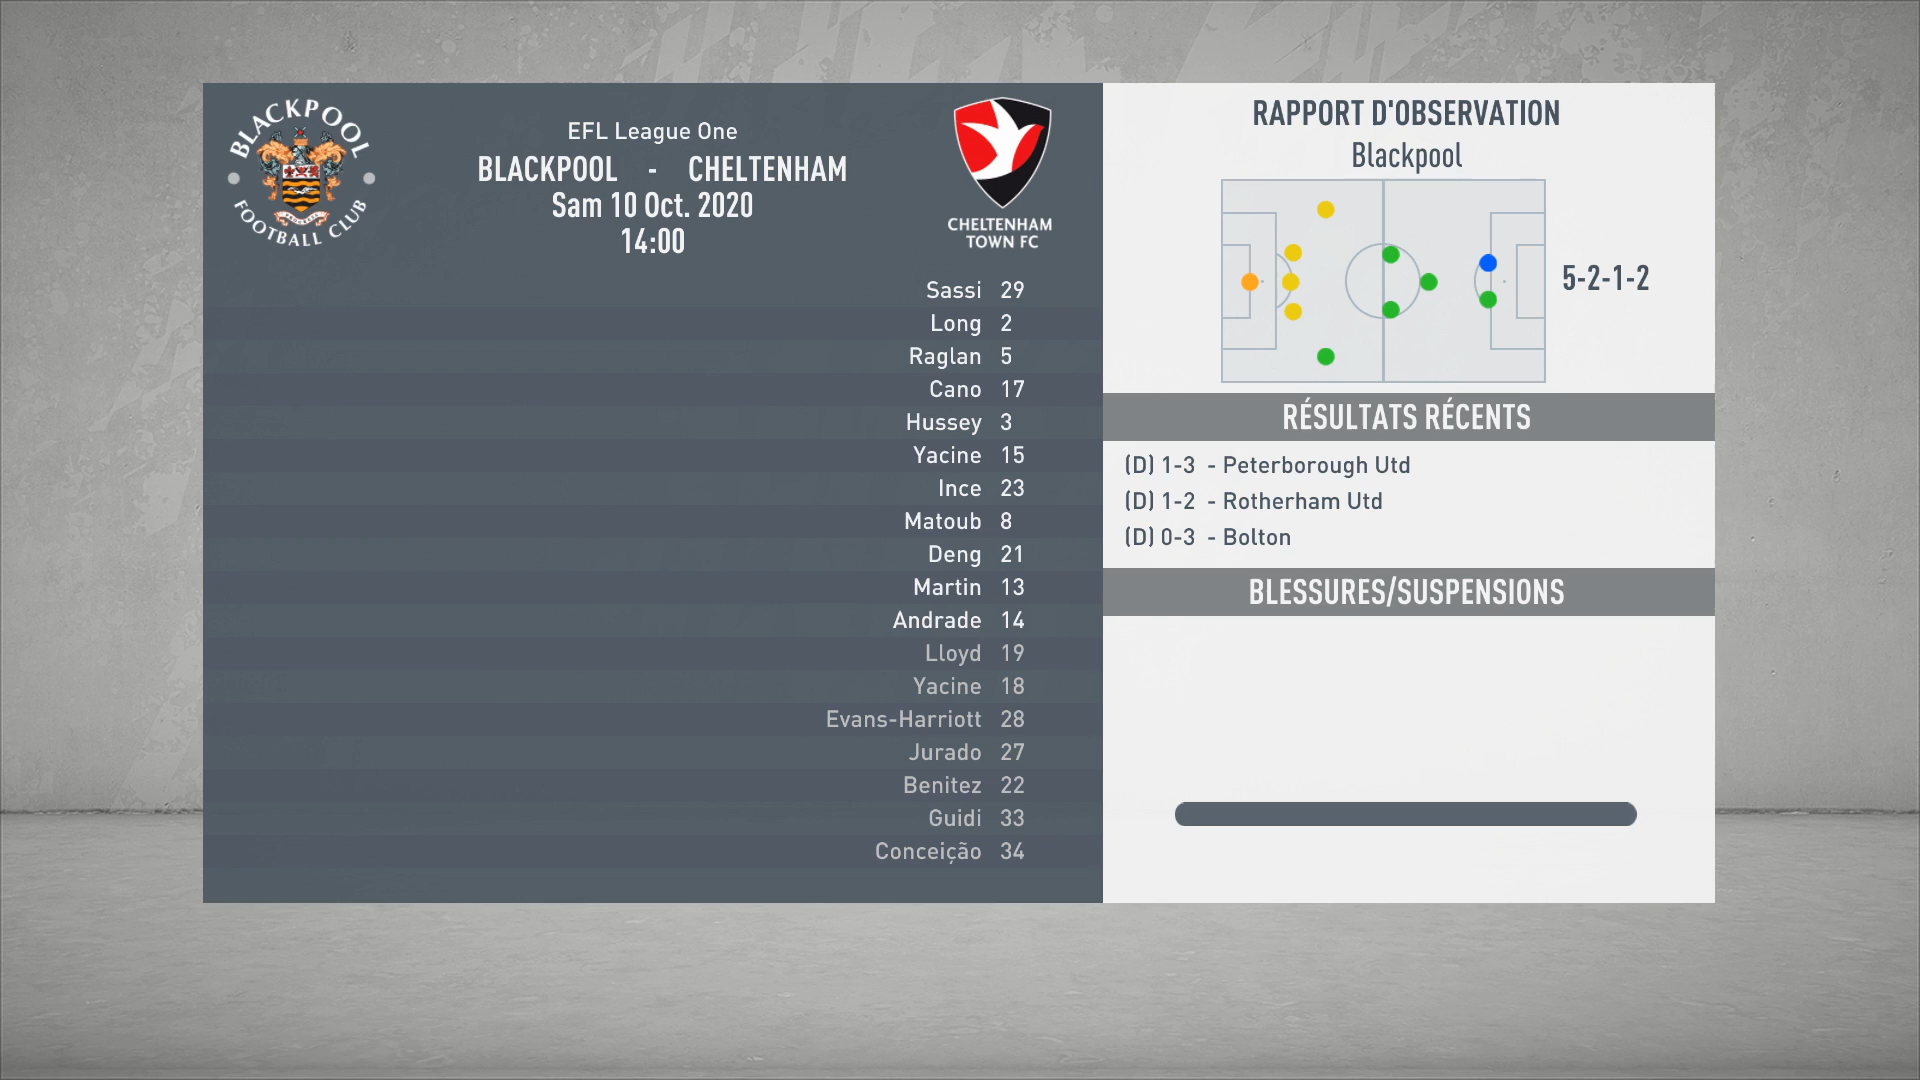 BLACKPOOL
FOOTBALL CLUB
EFL League One
BLACKPOOL - CHELTENHAM
Sam 10 Oct. 2020
14:00
CHELTENHAM
TOWN FC
Sassi 29
Long 2
Raglan 5
Cano 17
Hussey 3
Yacine 15
Ince 23
Matoub 8
Deng 21
Martin 13
Andrade 14
Lloyd 19
Yacine 18
Evans-Harriott 28
Jurado 27
Benitez 22
Guidi 33
Conceição 34
RAPPORT D'OBSERVATION
Blackpool
5-2-1-2
RÉSULTATS RÉCENTS
(D) 1-3 - Peterborough Utd
(D) 1-2 - Rotherham Utd
(D) 0-3 - Bolton
BLESSURES/SUSPENSIONS